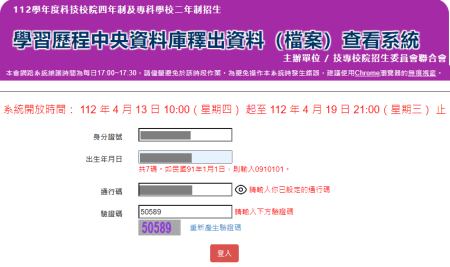 112學年度科技校院四年制及專科學校二年制招生
學習歷程中央資料庫釋出資料（檔案）查看系統
主辦單位 / 技專校院招生委員會聯合會
本會網路系統維護時間為每日17:00~17:30，請儘量避免於該時段作業。為避免操作本系統時發生錯誤，建議使用Chrome瀏覽器的無痕視窗。
系統開放時間： 112 年 4 月 13 日 10:00 ( 星期四 ） 起至 112 年 4 月 19 日 21:00 ( 星期三 ） 止
身分證號
出生年月日
共7碼。如民國91年1月1日，則輸入0910101。
通行碼 請輸入你已設定的通行碼
驗證碼 50589 請輸入下方驗證碼
50589 重新產生驗證碼
登入